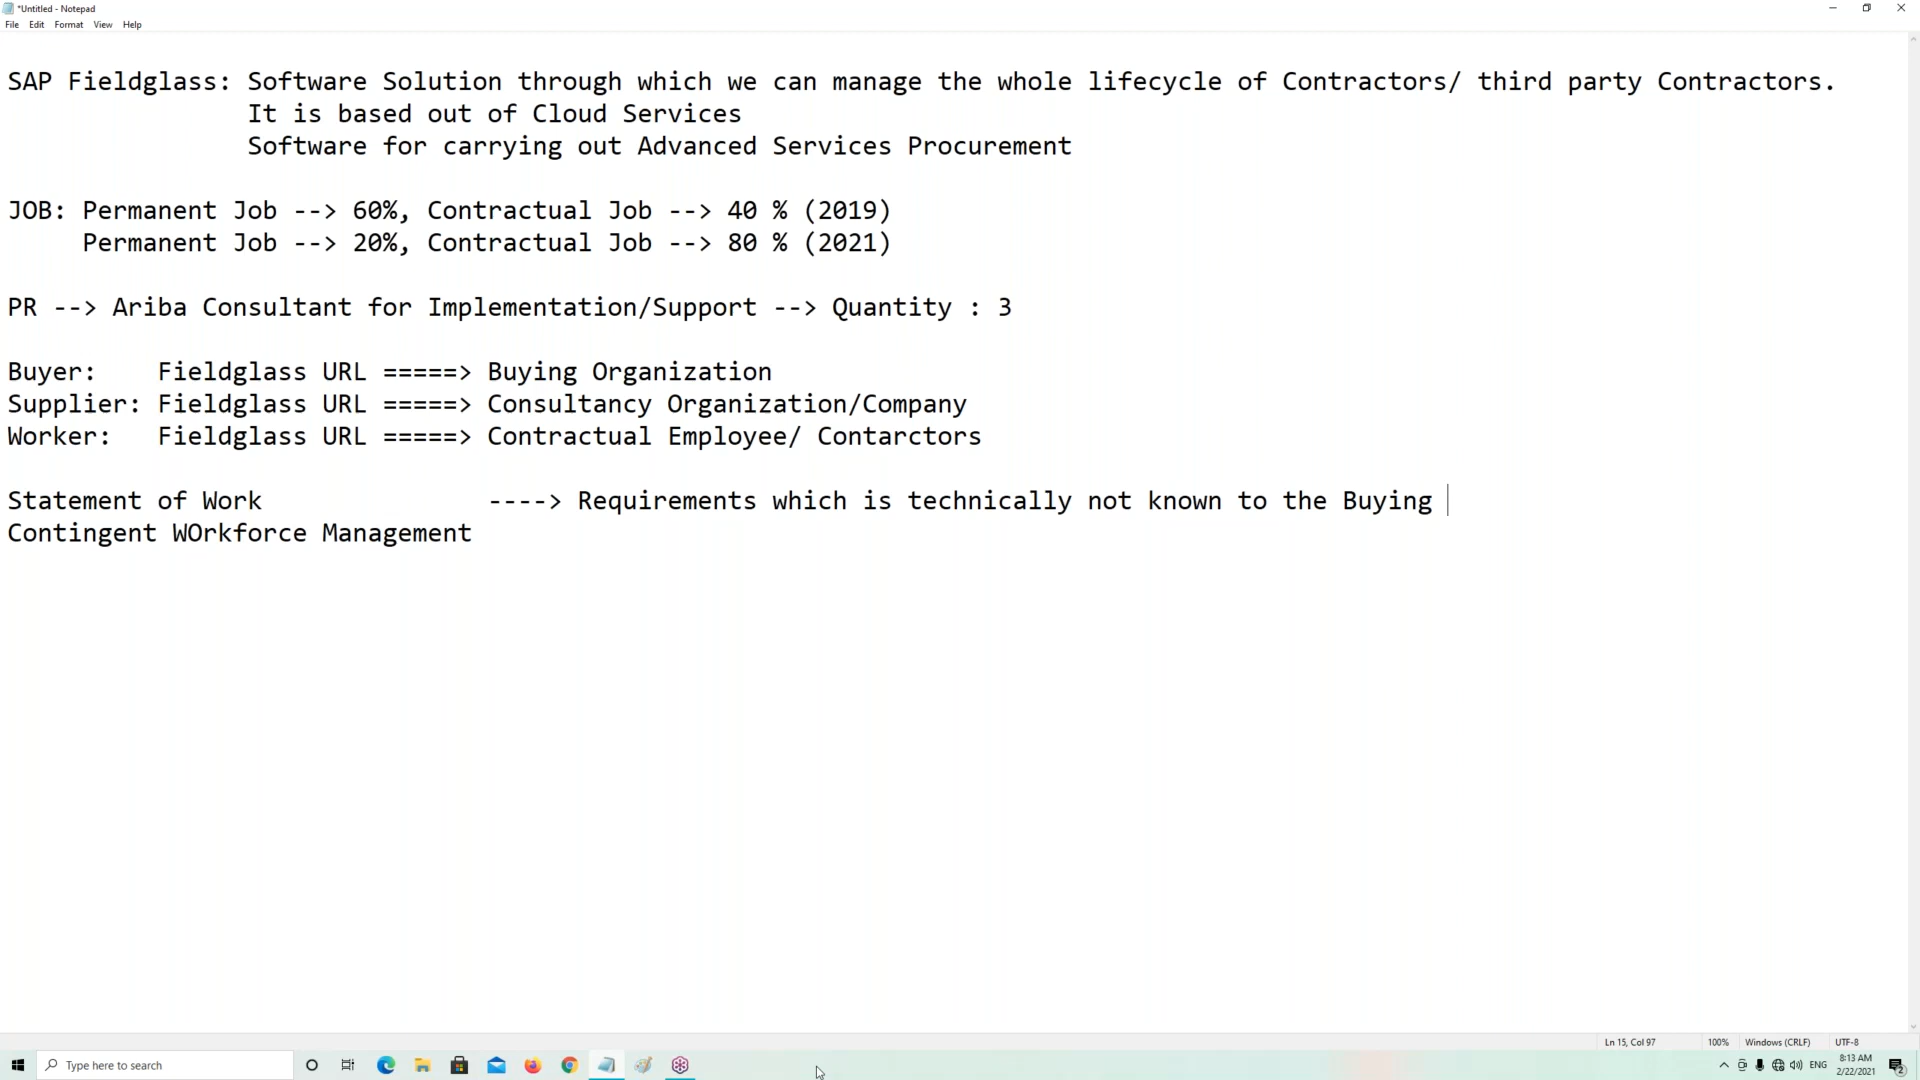 *Untitled - Notepad
File Edit Format View Help
SAP Fieldglass: Software Solution through which we can manage the whole lifecycle of Contractors/ third party Contractors.
It is based out of Cloud Services
Software for carrying out Advanced Services Procurement
JOB: Permanent Job --> 60%, Contractual Job --> 40 % (2019)
Permanent Job --> 20%, Contractual Job --> 80 % (2021)
PR --> Ariba Consultant for Implementation/Support --> Quantity : 3
Buyer: Fieldglass URL =====> Buying Organization
Supplier: Fieldglass URL =====> Consultancy Organization/Company
Worker: Fieldglass URL =====> Contractual Employee/ Contarctors
Statement of Work ----> Requirements which is technically not known to the Buying
Contingent WOrkforce Management
Ln 15, Col 97 100% Windows (CRLF) UTF-8
Type here to search
ENG
8:13 AM
2/22/2021
2